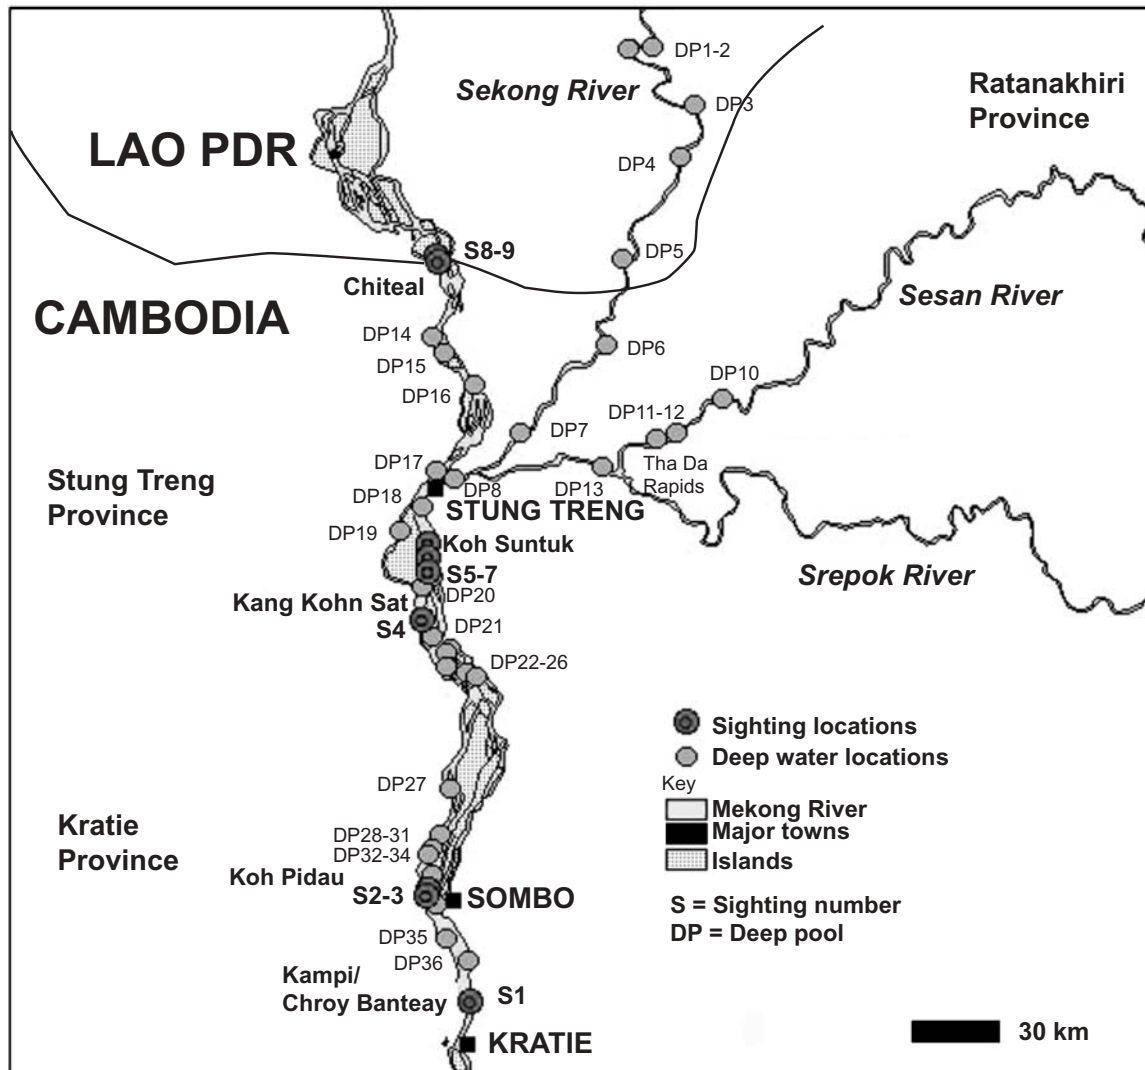 DP1-2
Sekong River
Ratanakhiri
Province
DP3
LAO PDR
DP4
S8-9
DP5
Chiteal
Sesan River
CAMBODIA
DP14
DP6
DP15
DP16
DP10
DP11-12
DP7
DP17
Stung Treng
Province
Tha Da
Rapids
DP8
DP13
DP18
STUNG TRENG
DP19
Koh Suntuk
S5-7
Srepok River
DP20
Kang Kohn Sat
S4
DP21
DP22-26
Sighting locations
Deep water locations
Key
Mekong River
Major towns
Islands
S = Sighting number
DP = Deep pool
DP27
Kratie
Province
DP28-31
DP32-34
Koh Pidau
S2-3
SOMBO
DP35
DP36
Kampi/
Chroy Banteay
S1
KRATIE
30 km